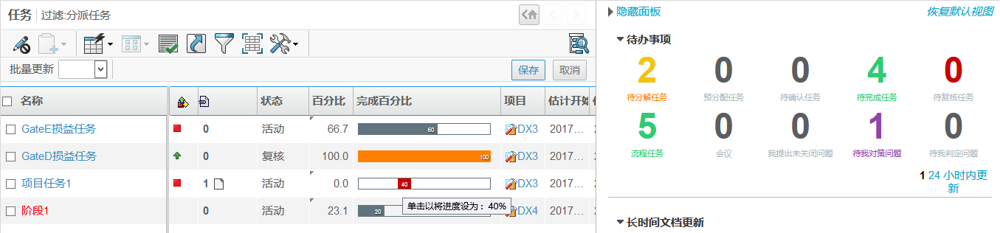 任务 过滤:分派任务
批量更新 保存 取消
名称 状态 百分比 完成百分比 项目 估计开始
GateE损益任务 0 活动 66.7 60 DX3 2017...
GateD损益任务 0 复核 100.0 100 DX3 2017...
项目任务1 1 活动 0.0 40 DX3 2017...
单击以将进度设为：40%
阶段1 0 活动 23.1 20 DX4 2017...
隐藏面板 恢复默认视图
待办事项
2 0 0 4 0
待分解任务 预分配任务 待确认任务 待完成任务 待复核任务
5 0 0 1 0
流程任务 会议 我提出未关闭问题 待我对策问题 待我判定问题
1 24 小时内更
新
长时间文档更新